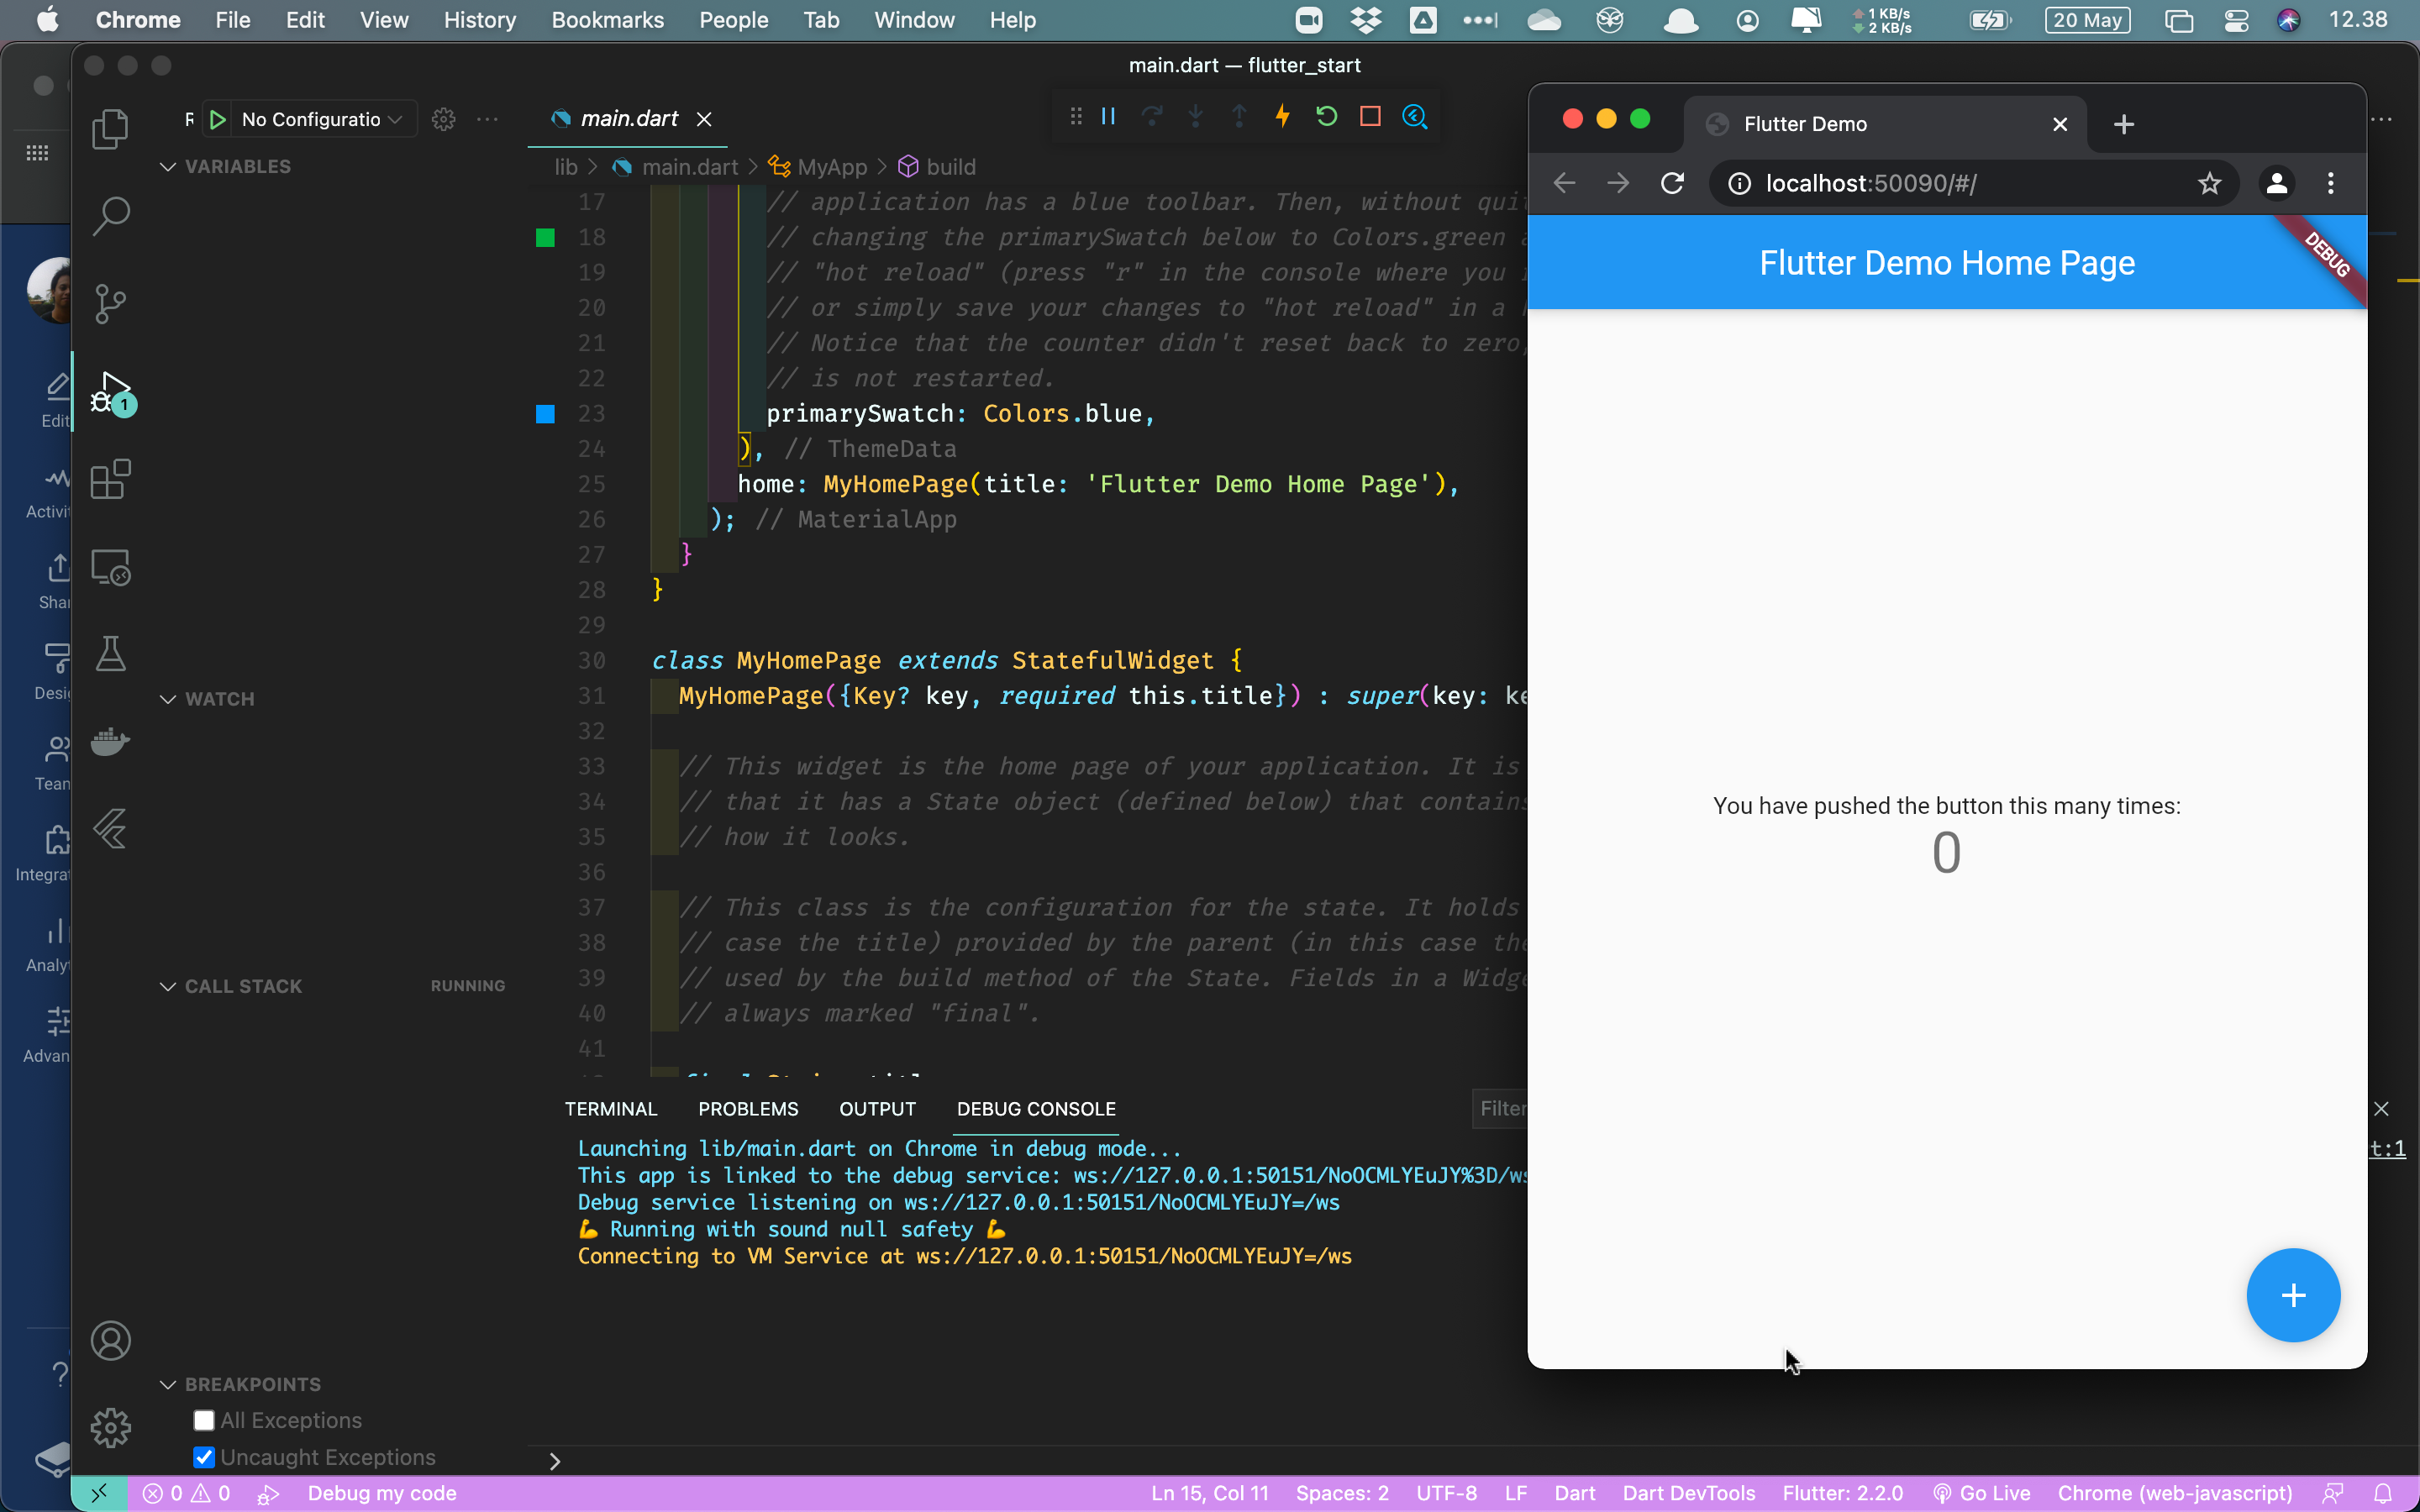 Chrome File Edit View History Bookmarks People Tab Window Help
1 KB/s
2 KB/s
20 May
12.38
main.dart — flutter_start
No Configuratio
main.dart
VARIABLES
lib > main.dart > MyApp > build
17 // application has a blue toolbar. Then, without
18 // changing the primarySwatch below to Colors.green
19 // "hot reload" (press "r" in the console where you
20 // or simply save your changes to "hot reload" in a
21 // Notice that the counter didn't reset back to zero,
22 // is not restarted.
23 primarySwatch: Colors.blue,
24 ), // ThemeData
25 home: MyHomePage(title: 'Flutter Demo Home Page'),
26 ); // MaterialApp
27 }
28 }
29
30 class MyHomePage extends StatefulWidget {
31 MyHomePage({Key? key, required this.title}) : super(key: ke
32
33 // This widget is the home page of your application. It is
34 // that it has a State object (defined below) that contains
35 // how it looks.
36
37 // This class is the configuration for the state. It holds
38 // case the title) provided by the parent (in this case the
39 // used by the build method of the State. Fields in a Widge
40 // always marked "final".
41
Edit
Activit
Shar
Desig
Team
Integrat
Analyt
Advan
1
WATCH
CALL STACK
RUNNING
BREAKPOINTS
All Exceptions
Uncaught Exceptions
TERMINAL PROBLEMS OUTPUT DEBUG CONSOLE
Filter
Launching lib/main.dart on Chrome in debug mode...
t:1
This app is linked to the debug service: ws://127.0.0.1:50151/NoOCMLYEuJY%3D/ws
Debug service listening on ws://127.0.0.1:50151/NoOCMLYEuJY=/ws
💪 Running with sound null safety 💪
Connecting to VM Service at ws://127.0.0.1:50151/NoOCMLYEuJY=/ws
Flutter Demo
localhost:50090/#/
Flutter Demo Home Page
DEBUG
You have pushed the button this many times:
0
+
0 0 Debug my code
Ln 15, Col 11 Spaces: 2 UTF-8 LF Dart Dart DevTools Flutter: 2.2.0 Go Live Chrome (web-javascript)